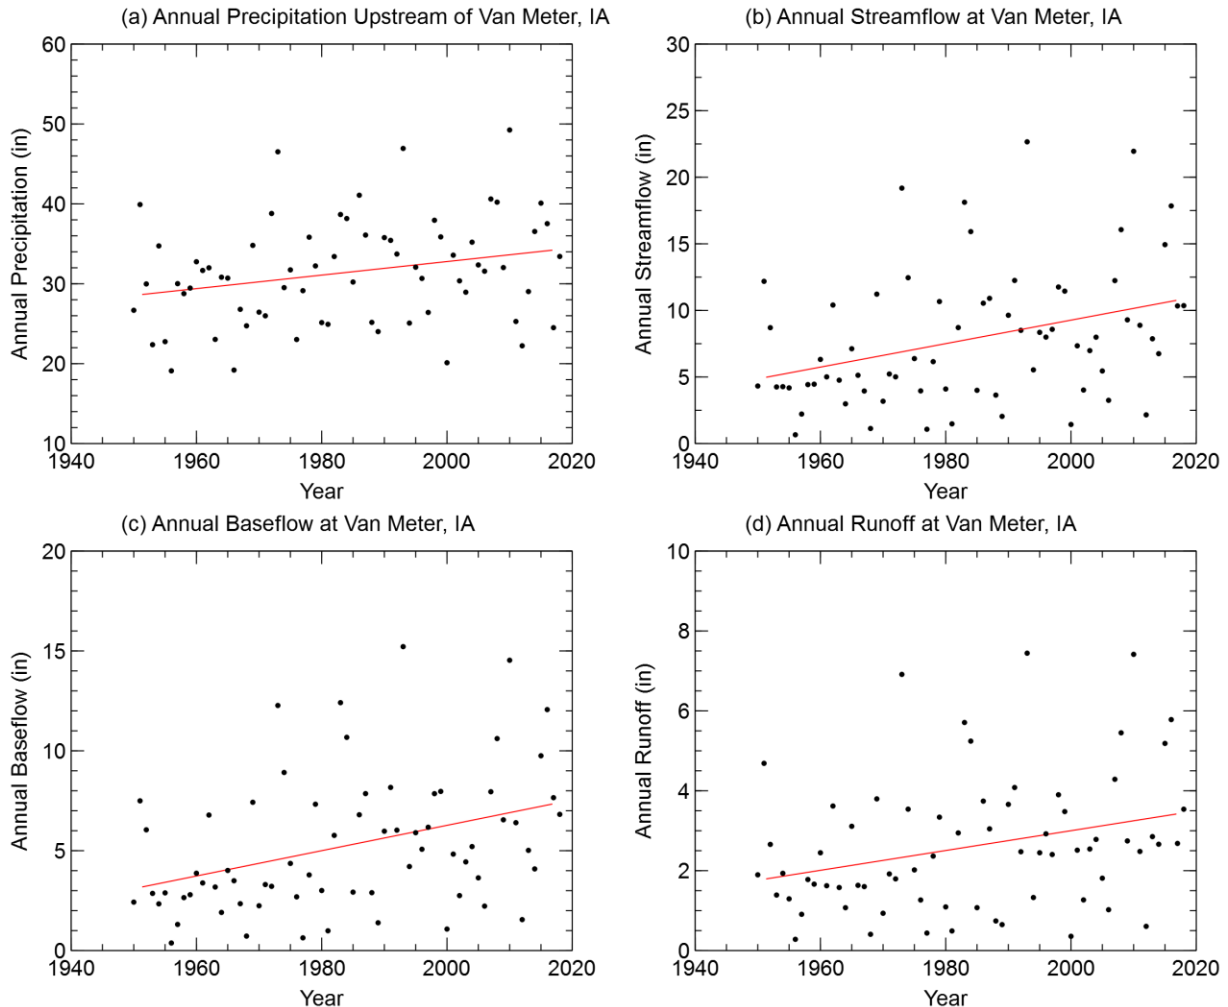 (a) Annual Precipitation Upstream of Van Meter, IA
60
50
40
30
20
10
Annual Precipitation (in)
1940 1960 1980 2000 2020
Year
(b) Annual Streamflow at Van Meter, IA
30
25
20
15
10
5
0
Annual Streamflow (in)
1940 1960 1980 2000 2020
Year
(c) Annual Baseflow at Van Meter, IA
20
15
10
5
0
Annual Baseflow (in)
1940 1960 1980 2000 2020
Year
(d) Annual Runoff at Van Meter, IA
10
8
6
4
2
0
Annual Runoff (in)
1940 1960 1980 2000 2020
Year